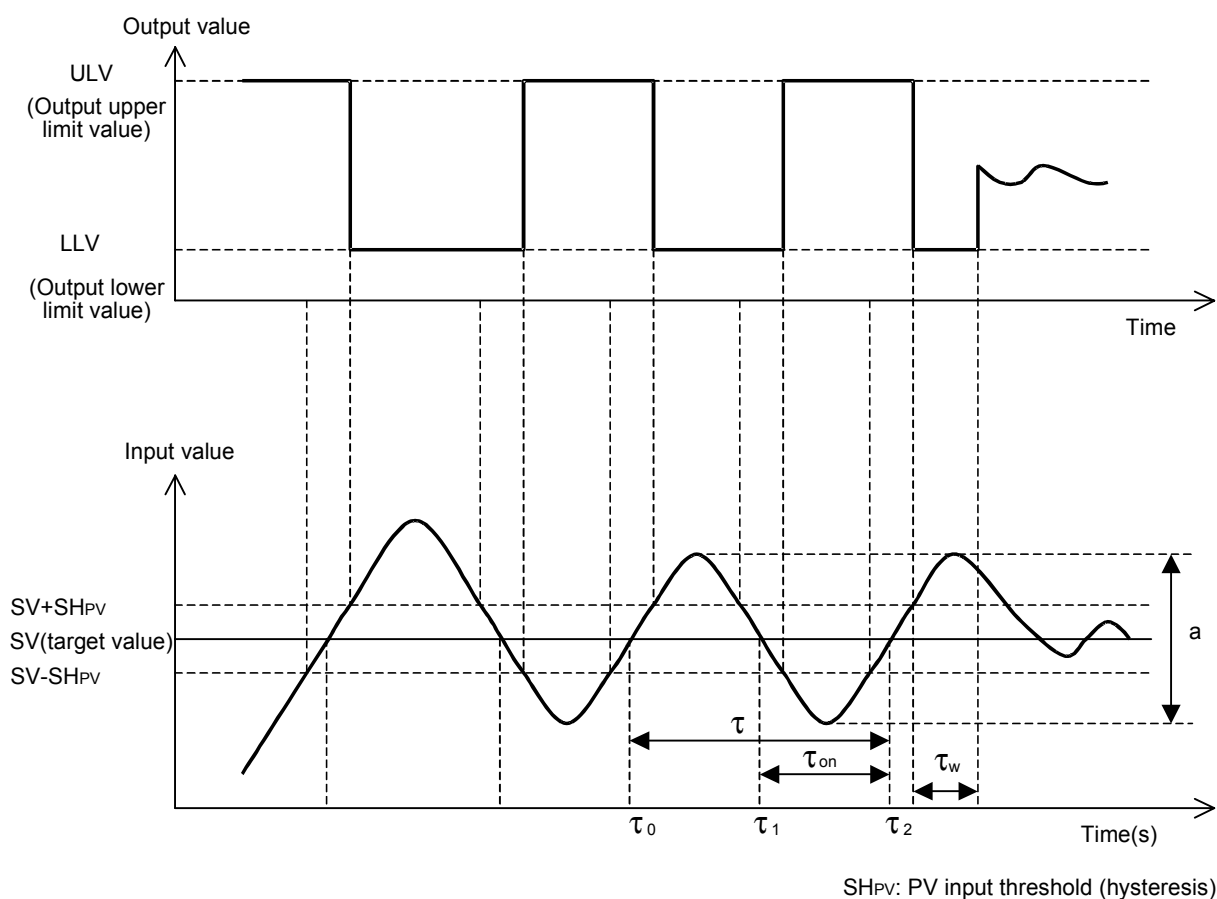 Output value
ULV
(Output upper
limit value)
LLV
(Output lower
limit value)
Time
Input value
SV+SHPV
SV(target value)
SV-SHPV
a
τ
τon
τw
τ0
τ1
τ2
Time(s)
SHPV: PV input threshold (hysteresis)